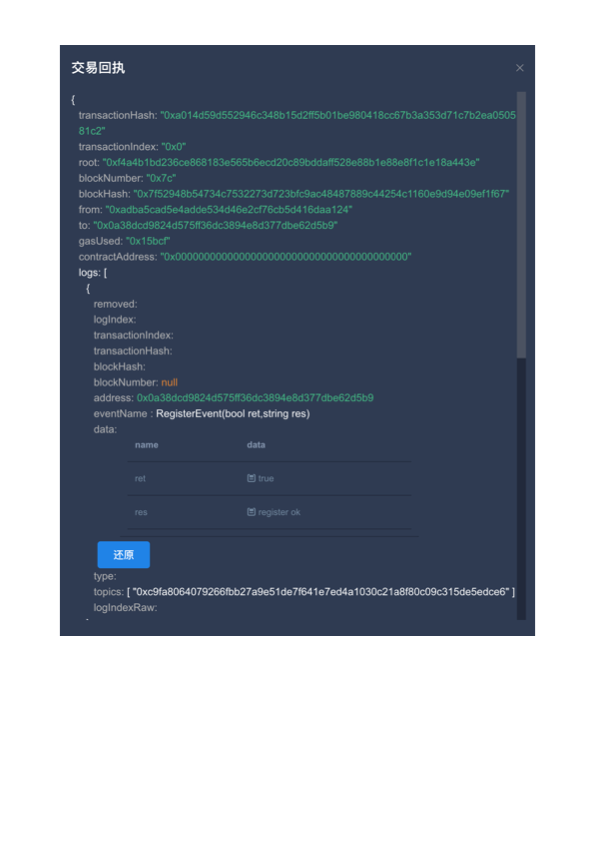 交易回执
×
{
transactionHash: "0xa014d59d552946c348b15d2ff5b01be980418cc67b3a353d71c7b2ea0505
81c2"
transactionIndex: "0x0"
root: "0xf4a4b1bd236ce868183e565b6ecd20c89bddaff528e88b1e88e8f1c1e18a443e"
blockNumber: "0x7c"
blockHash: "0x7f52948b54734c7532273d723bfc9ac48487889c44254c1160e9d94e09ef1f67"
from: "0xadba5cad5e4adde534d46e2cf76cb5d416daa124"
to: "0x0a38dcd9824d575ff36dc3894e8d377dbe62d5b9"
gasUsed: "0x15bcf"
contractAddress: "0x0000000000000000000000000000000000000000"
logs: [
{
removed:
logIndex:
transactionIndex:
transactionHash:
blockHash:
blockNumber: null
address: 0x0a38dcd9824d575ff36dc3894e8d377dbe62d5b9
eventName : RegisterEvent(bool ret,string res)
data:
name data
ret true
res register ok
还原
type:
topics: [ "0xc9fa8064079266fbb27a9e51de7f641e7ed4a1030c21a8f80c09c315de5edce6" ]
logIndexRaw: